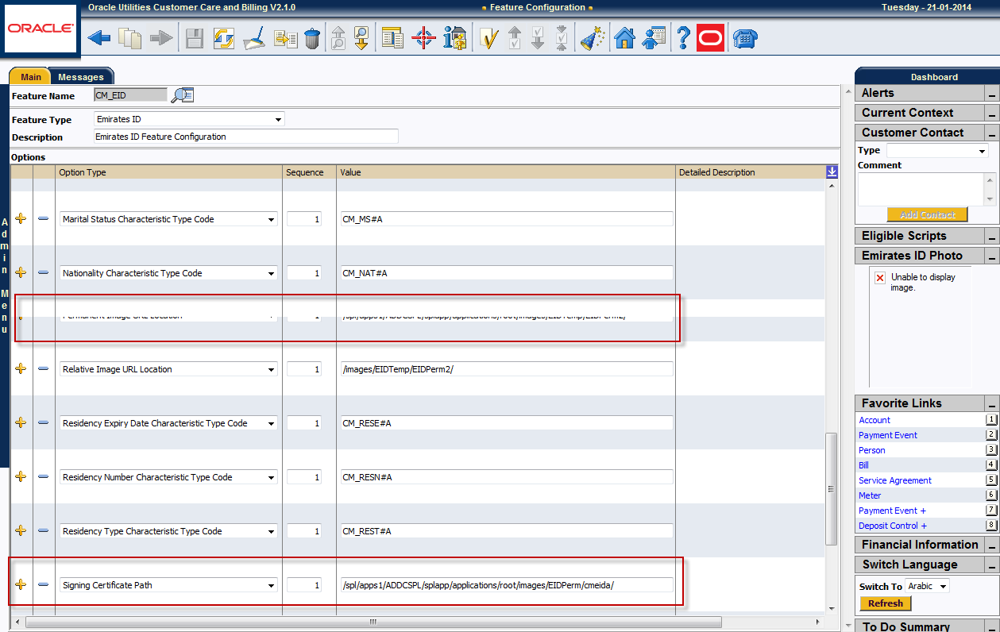 Oracle Utilities Customer Care and Billing V2.1.0
Feature Configuration
Tuesday - 21-01-2014
ORACLE
Main
Messages
Feature Name
CM_EID
Feature Type
Emirates ID
Description
Emirates ID Feature Configuration
Options
Option Type Sequence Value Detailed Description
Marital Status Characteristic Type Code 1 CM_MS#A
Nationality Characteristic Type Code 1 CM_NAT#A
Permanent Image URL Location 1 /spl/apps1/ADDCSPL/splapp/applications/root/images/EIDTemp/EIDPerm2/
Relative Image URL Location 1 /images/EIDTemp/EIDPerm2/
Residency Expiry Date Characteristic Type Code 1 CM_RESE#A
Residency Number Characteristic Type Code 1 CM_RESN#A
Residency Type Characteristic Type Code 1 CM_REST#A
Signing Certificate Path 1 /spl/apps1/ADDCSPL/splapp/applications/root/images/EIDPerm/cmeida/
Admin Menu
Dashboard
Alerts
Current Context
Customer Contact
Type
Comment
Add Contact
Eligible Scripts
Emirates ID Photo
Unable to display
image.
Favorite Links
Account 1
Payment Event 2
Person 3
Bill 4
Service Agreement 5
Meter 6
Payment Event + 7
Deposit Control + 8
Financial Information
Switch Language
Switch To Arabic
Refresh
To Do Summary